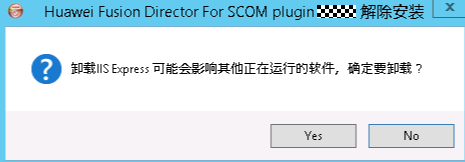 Huawei Fusion Director For SCOM plugin 解除安装
X
卸载IIS Express 可能会影响其他正在运行的软件，确定要卸载？
Yes No